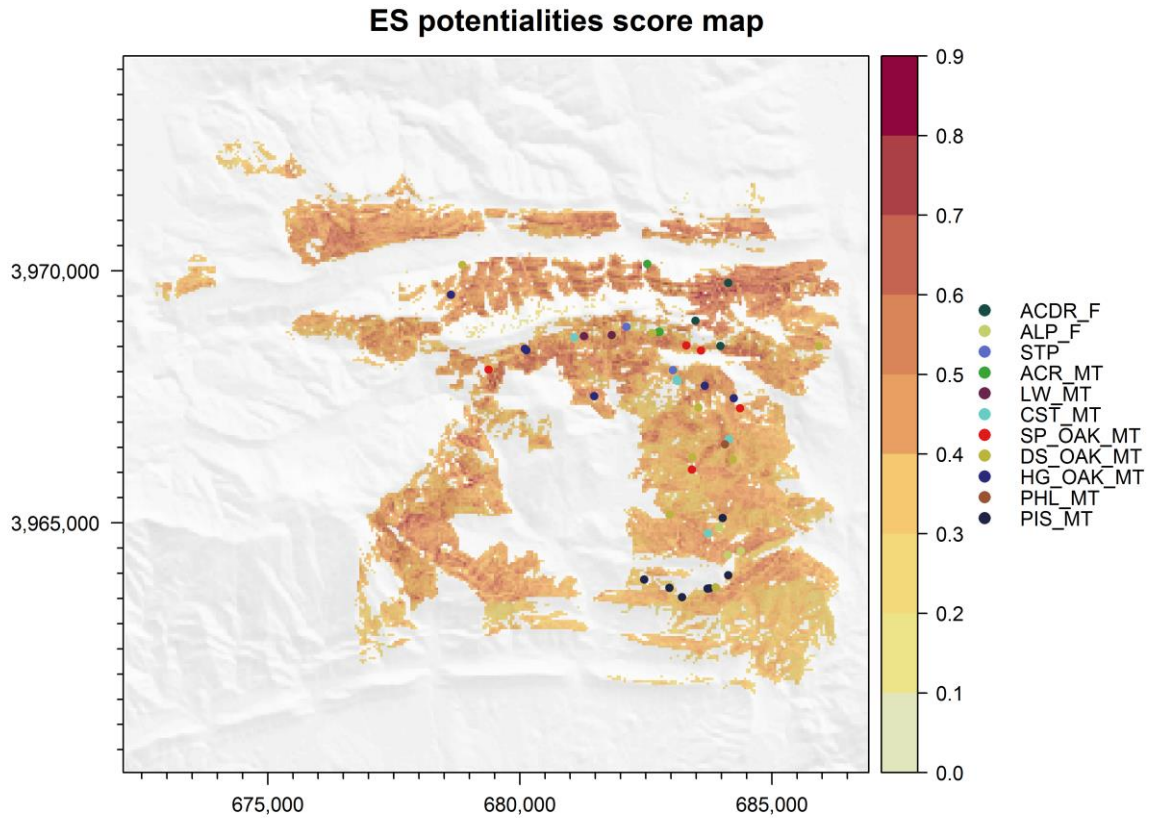 ES potentialities score map
3,970,000
3,965,000
675,000
680,000
685,000
0.9
0.8
0.7
0.6
0.5
0.4
0.3
0.2
0.1
0.0
ACDR_F
ALP_F
STP
ACR_MT
LW_MT
CST_MT
SP_OAK_MT
DS_OAK_MT
HG_OAK_MT
PHL_MT
PIS_MT